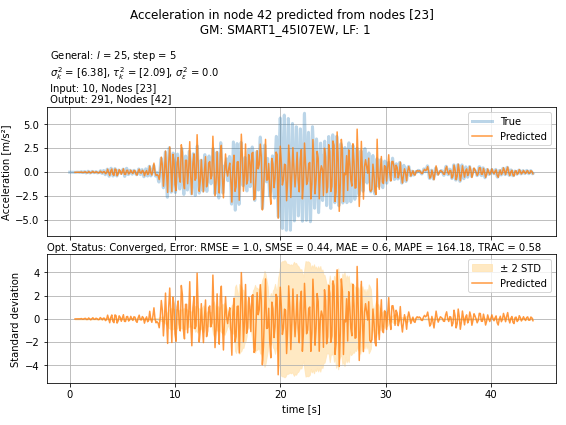 Acceleration in node 42 predicted from nodes [23]
GM: SMART1_45I07EW, LF: 1
General: l = 25, step = 5
σ²ₖ = [6.38], τ²ₖ = [2.09], σ²ε = 0.0
Input: 10, Nodes [23]
Output: 291, Nodes [42]
True
Predicted
5.0
2.5
0.0
−2.5
−5.0
Acceleration [m/s²]
Opt. Status: Converged, Error: RMSE = 1.0, SMSE = 0.44, MAE = 0.6, MAPE = 164.18, TRAC = 0.58
± 2 STD
Predicted
4
2
0
−2
−4
Standard deviation
0 10 20 30 40
time [s]